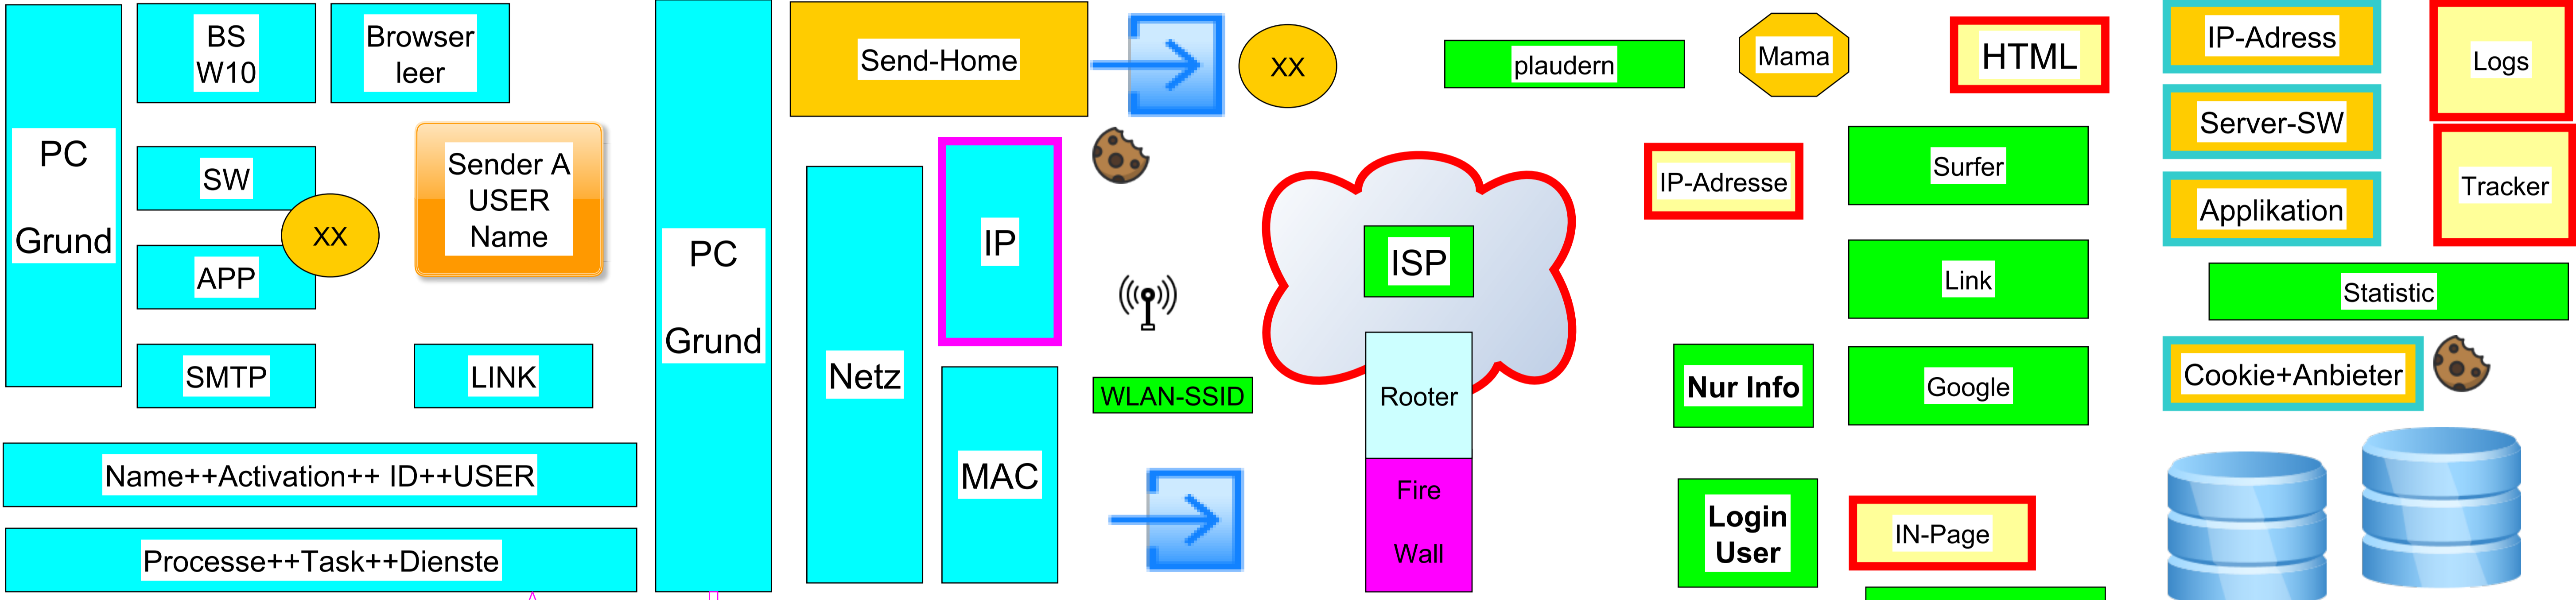 PC
Grund
BS
W10
Browser
leer
SW
XX
APP
Sender A
USER
Name
SMTP
LINK
Name++Activation++ ID++USER
Processe++Task++Dienste
PC
Grund
Send-Home
XX
Netz
IP
MAC
WLAN-SSID
ISP
Rooter
Fire
Wall
plaudern
Mama
HTML
IP-Adresse
Surfer
Link
Nur Info
Google
Login
User
IN-Page
IP-Adress
Server-SW
Applikation
Logs
Tracker
Statistic
Cookie+Anbieter